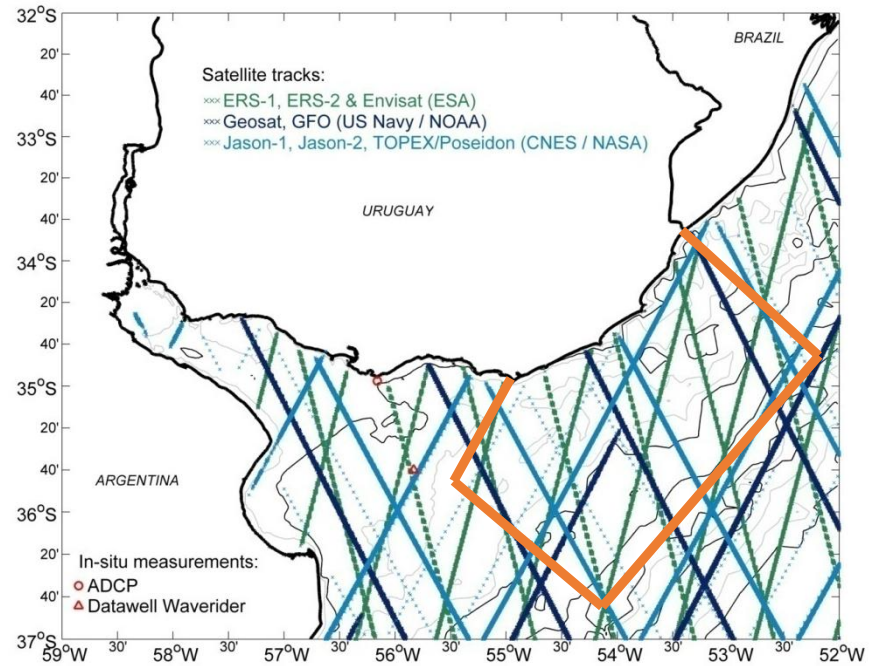 32°S
20'
40'
33°S
20'
40'
34°S
20'
40'
35°S
20'
40'
36°S
20'
40'
37°S
BRAZIL
Satellite tracks:
××× ERS-1, ERS-2 & Envisat (ESA)
××× Geosat, GFO (US Navy / NOAA)
××× Jason-1, Jason-2, TOPEX/Poseidon (CNES / NASA)
URUGUAY
ARGENTINA
In-situ measurements:
ADCP
Datawell Waverider
59°W 30' 58°W 30' 57°W 30' 56°W 30' 55°W 30' 54°W 30' 53°W 30' 52°W